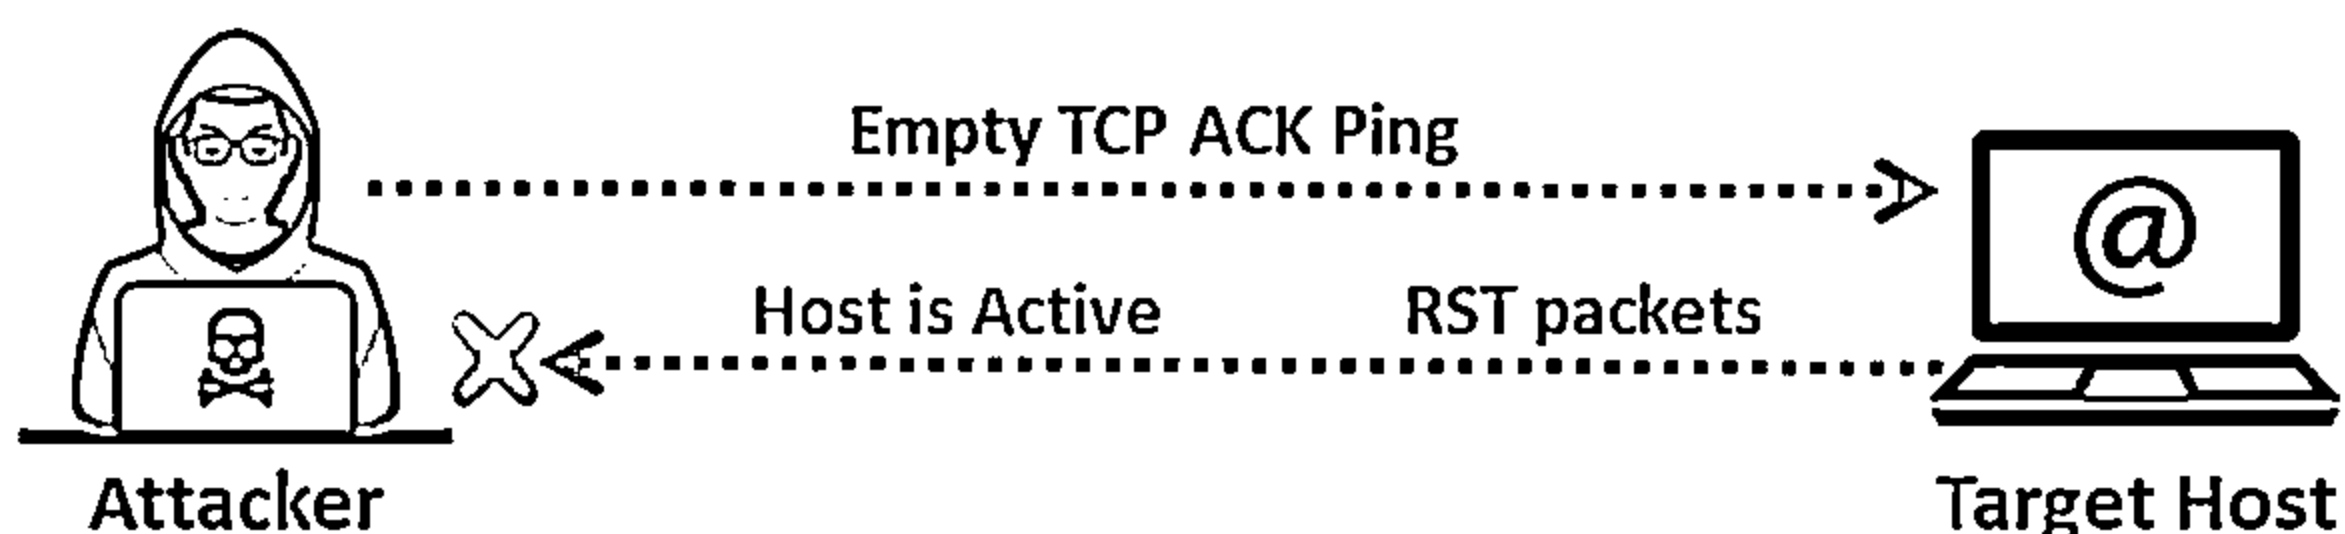 Empty TCP ACK Ping
@
Host is Active RST packets
Attacker
Target Host